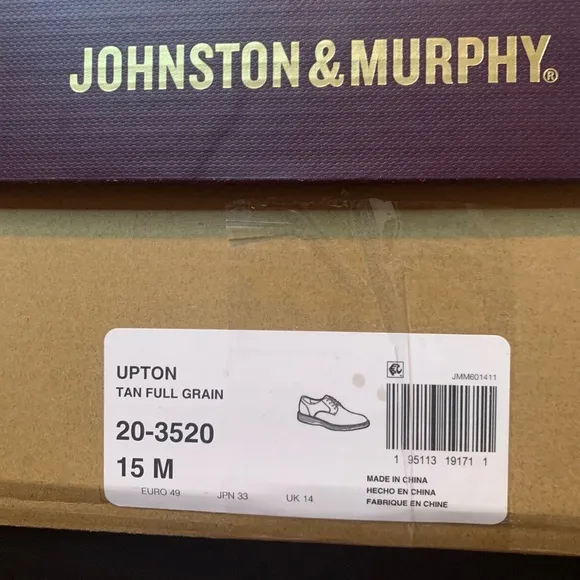 JOHNSTON & MURPHY®
UPTON
TAN FULL GRAIN
20-3520
15 M
EURO 49 JPN 33 UK 14
JMM601411
1 95113 19171 1
MADE IN CHINA
HECHO EN CHINA
FABRIQUE EN CHINE